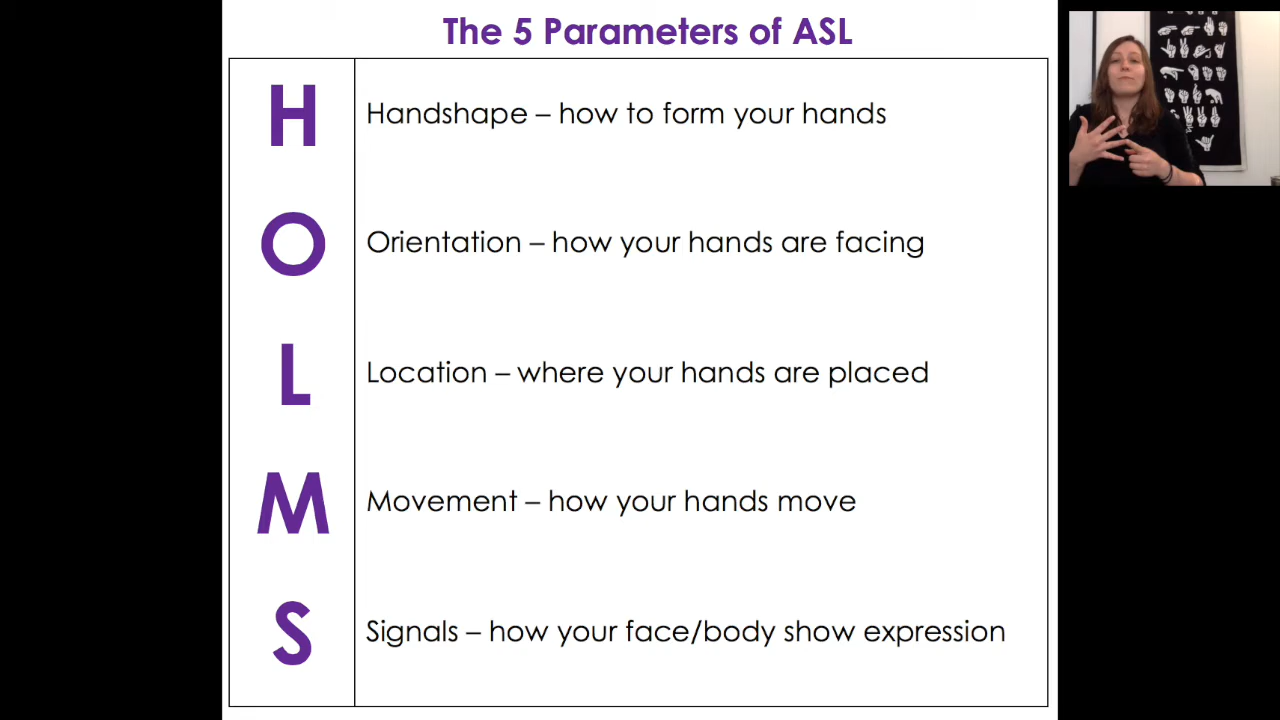 The 5 Parameters of ASL
H
Handshape – how to form your hands
O
Orientation – how your hands are facing
L
Location – where your hands are placed
M
Movement – how your hands move
S
Signals – how your face/body show expression